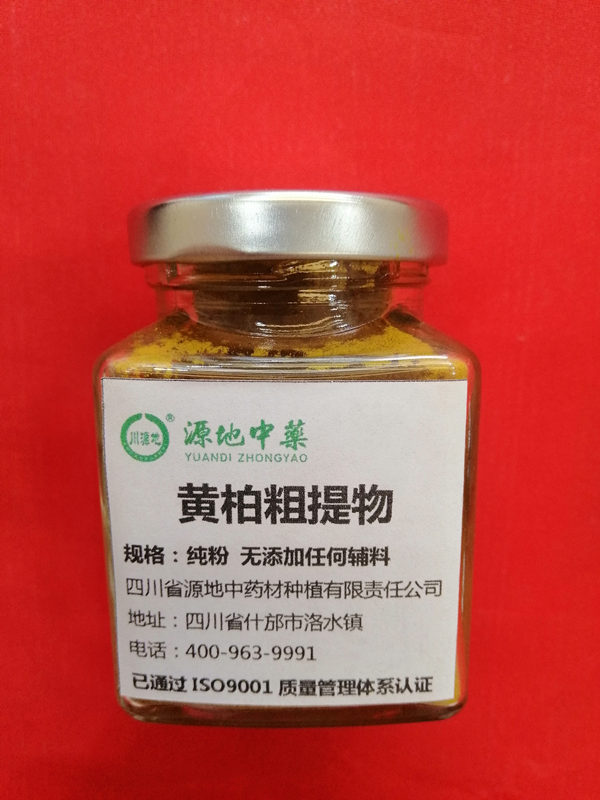 川源地®
源地中药
YUANDI ZHONGYAO
黄柏粗提物
规格：纯粉 无添加任何辅料
四川省源地中药材种植有限责任公司
地址：四川省什邡市洛水镇
电话：400-963-9991
已通过 ISO9001 质量管理体系认证